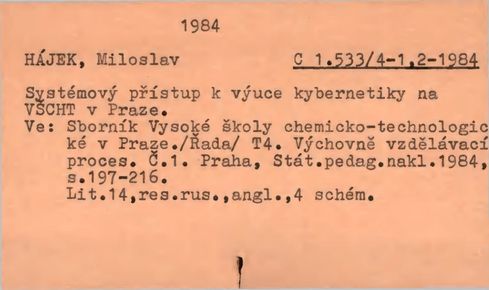 1984
HÁJEK, Miloslav C 1.533/4-1,2-1984
Systémový přístup k výuce kybernetiky na
VŠCHT v Praze.
Ve: Sborník Vysoké školy chemicko-technologic
ké v Praze./Řada/ T4. Výchovně vzdělávací
proces. Č.1. Praha, Stát.pedag.nakl.1984,
s.197-216.
Lit.14,res.rus.,angl.,4 schém.